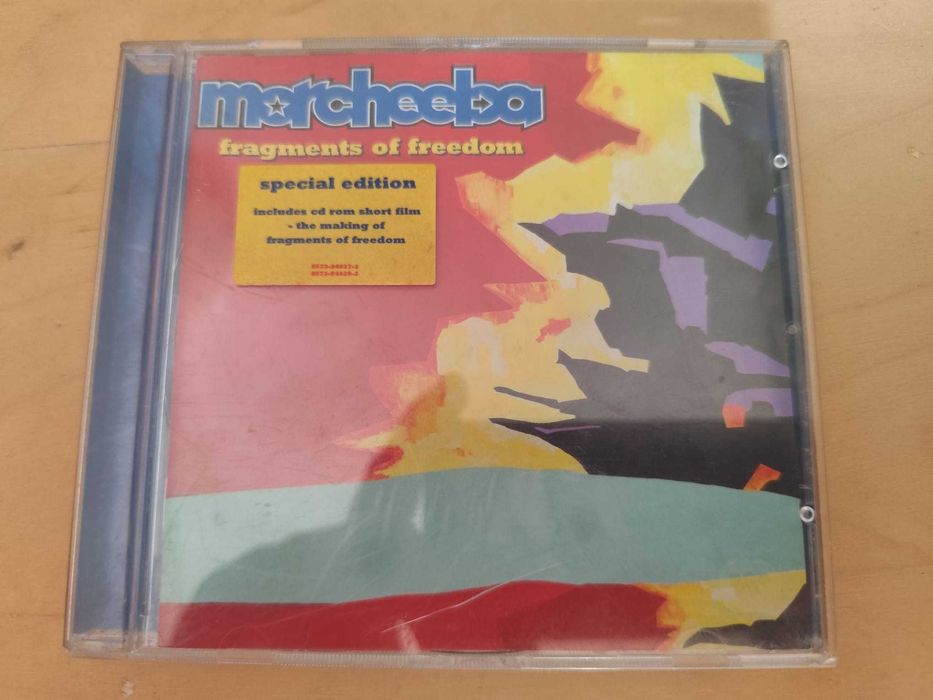 morcheeba
fragments of freedom
special edition
includes cd rom short film
- the making of
fragments of freedom